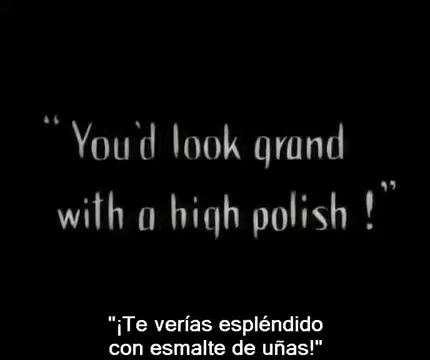 “You'd look grand
with a high polish!”
"¡Te verías espléndido
con esmalte de uñas!"